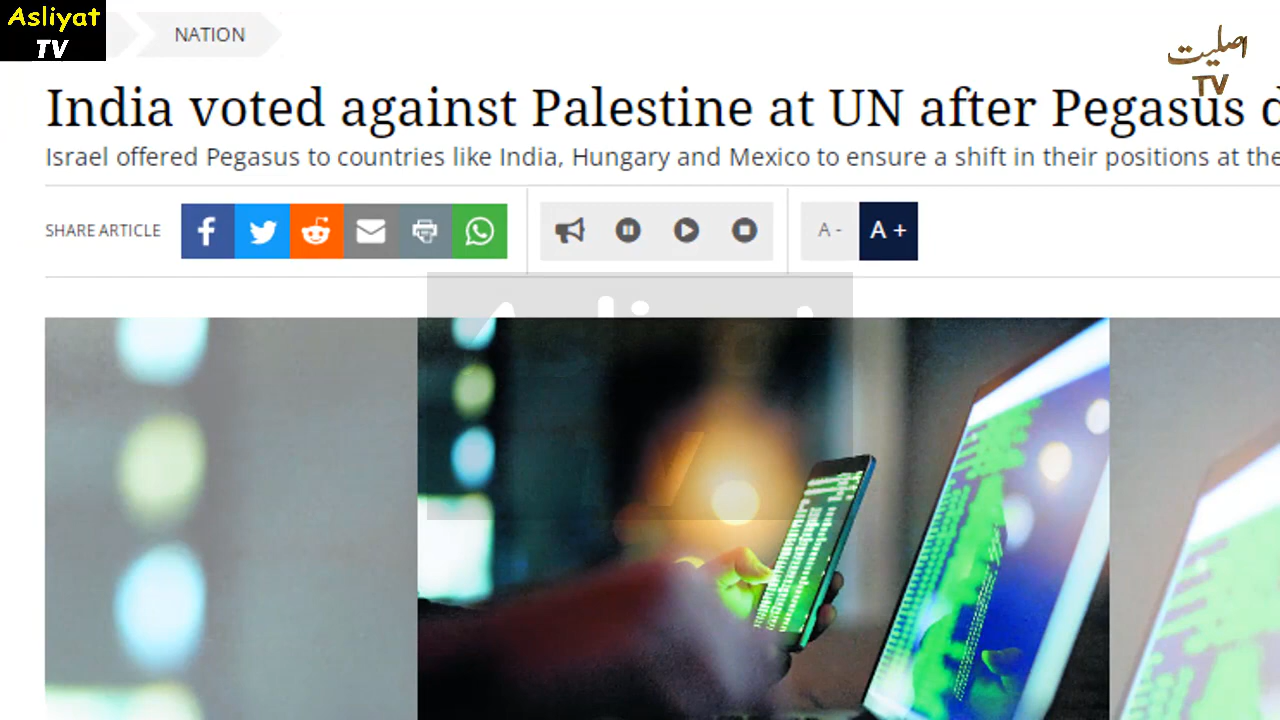 Asliyat
TV
NATION
اصلیت
TV
India voted against Palestine at UN after Pegasus d
Israel offered Pegasus to countries like India, Hungary and Mexico to ensure a shift in their positions at the
SHARE ARTICLE
A -
A +